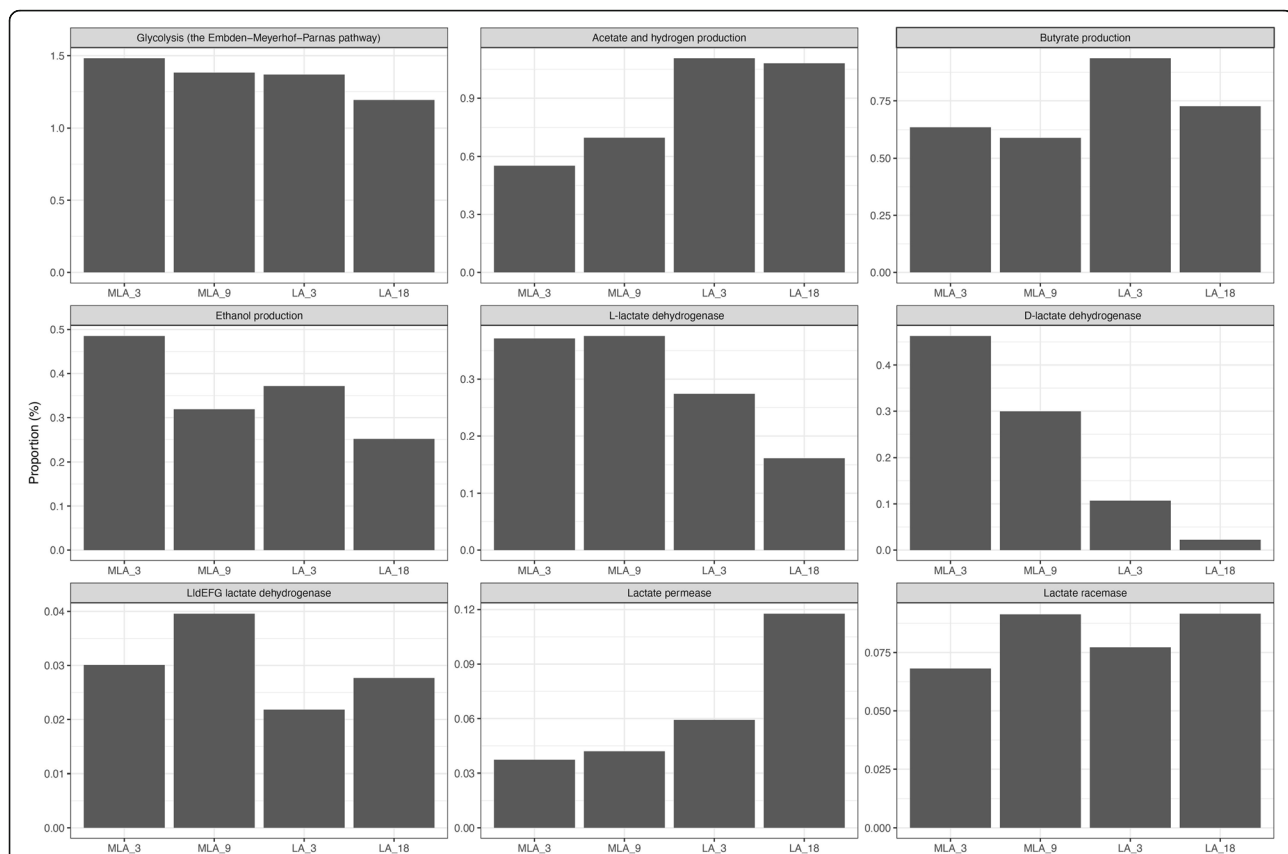 Glycolysis (the Embden−Meyerhof−Parnas pathway)
Acetate and hydrogen production
Butyrate production
1.5
1.0
0.5
0.0
MLA_3 MLA_9 LA_3 LA_18
0.9
0.6
0.3
0.0
MLA_3 MLA_9 LA_3 LA_18
0.75
0.50
0.25
0.00
MLA_3 MLA_9 LA_3 LA_18
Proportion (%)
Ethanol production
L-lactate dehydrogenase
D-lactate dehydrogenase
0.5
0.4
0.3
0.2
0.1
0.0
MLA_3 MLA_9 LA_3 LA_18
0.3
0.2
0.1
0.0
MLA_3 MLA_9 LA_3 LA_18
0.4
0.3
0.2
0.1
0.0
MLA_3 MLA_9 LA_3 LA_18
LldEFG lactate dehydrogenase
Lactate permease
Lactate racemase
0.04
0.03
0.02
0.01
0.00
MLA_3 MLA_9 LA_3 LA_18
0.12
0.09
0.06
0.03
0.00
MLA_3 MLA_9 LA_3 LA_18
0.075
0.050
0.025
0.000
MLA_3 MLA_9 LA_3 LA_18